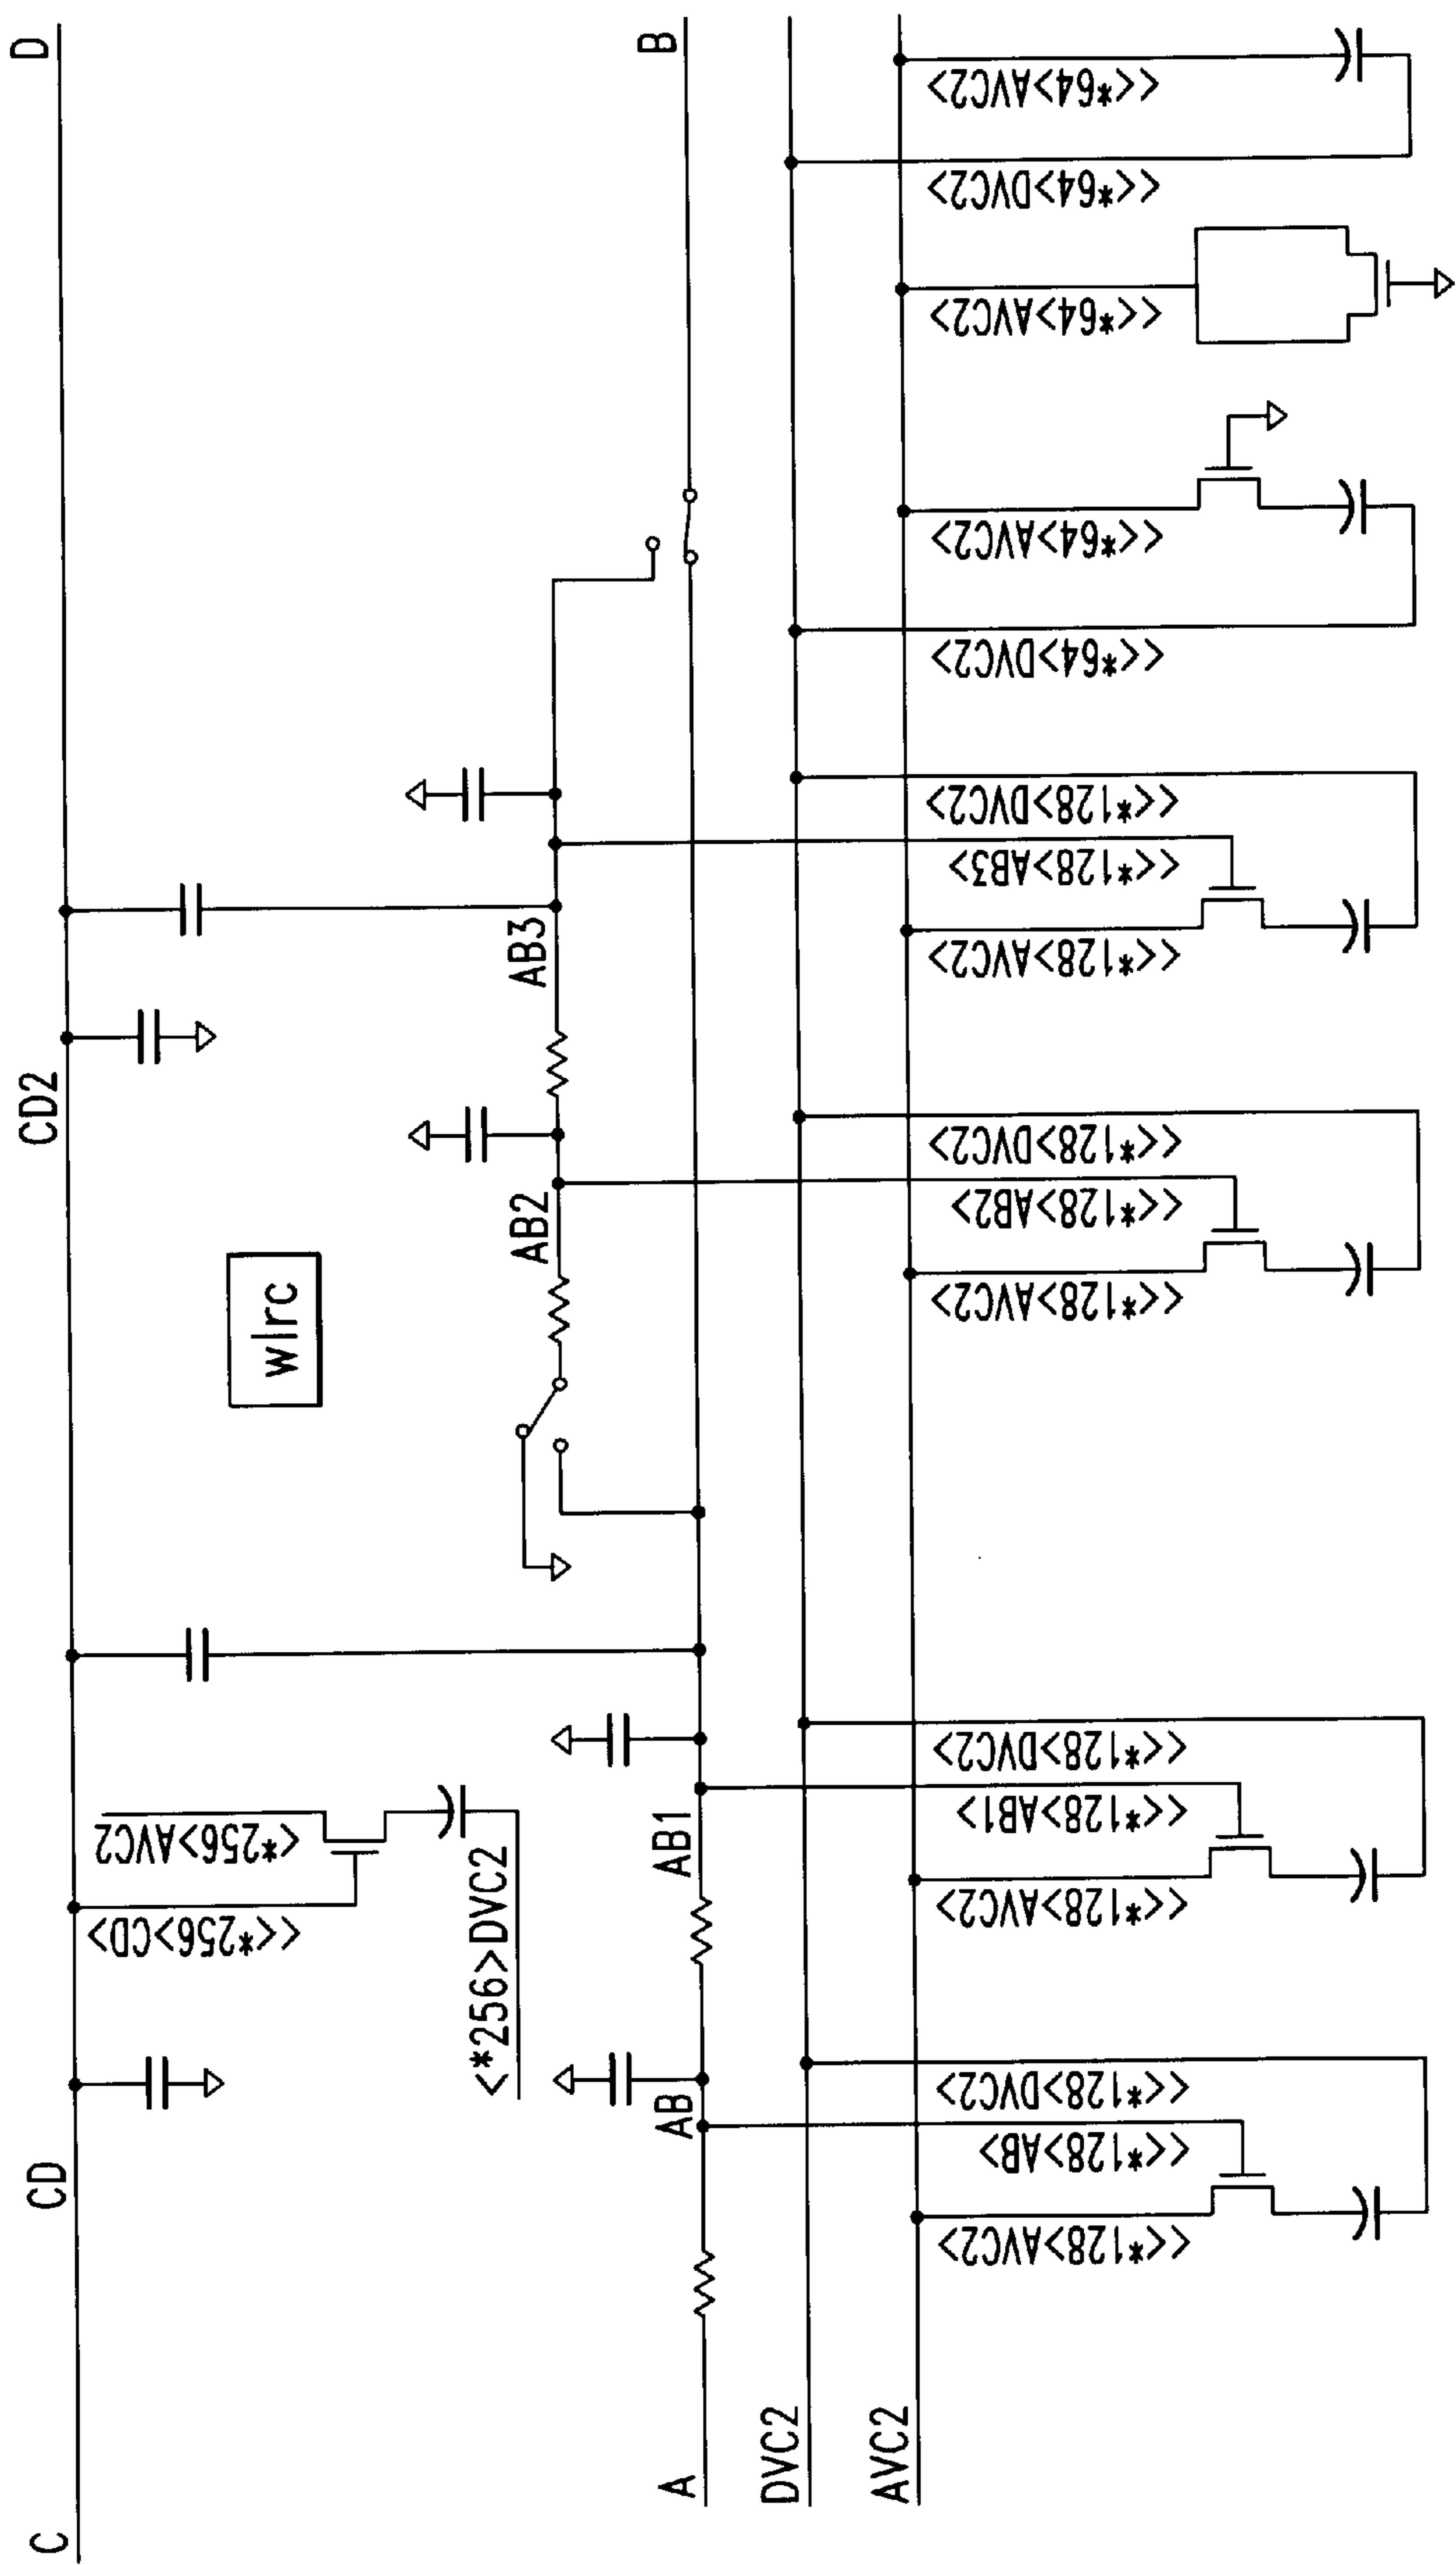 C
CD
CD2
D
<*256>CD>
<*256>AVC2
<*256>DVC2
wlrc
A
AB
AB1
AB2
AB3
B
DVC2
AVC2
<<*128>AVC2>
<<*128>AB>
<<*128>DVC2>
<<*128>AVC2>
<<*128>AB1>
<<*128>DVC2>
<<*128>AVC2>
<<*128>AB2>
<<*128>DVC2>
<<*128>AVC2>
<<*128>AB3>
<<*128>DVC2>
<<*64>DVC2>
<<*64>AVC2>
<<*64>AVC2>
<<*64>DVC2>
<<*64>AVC2>